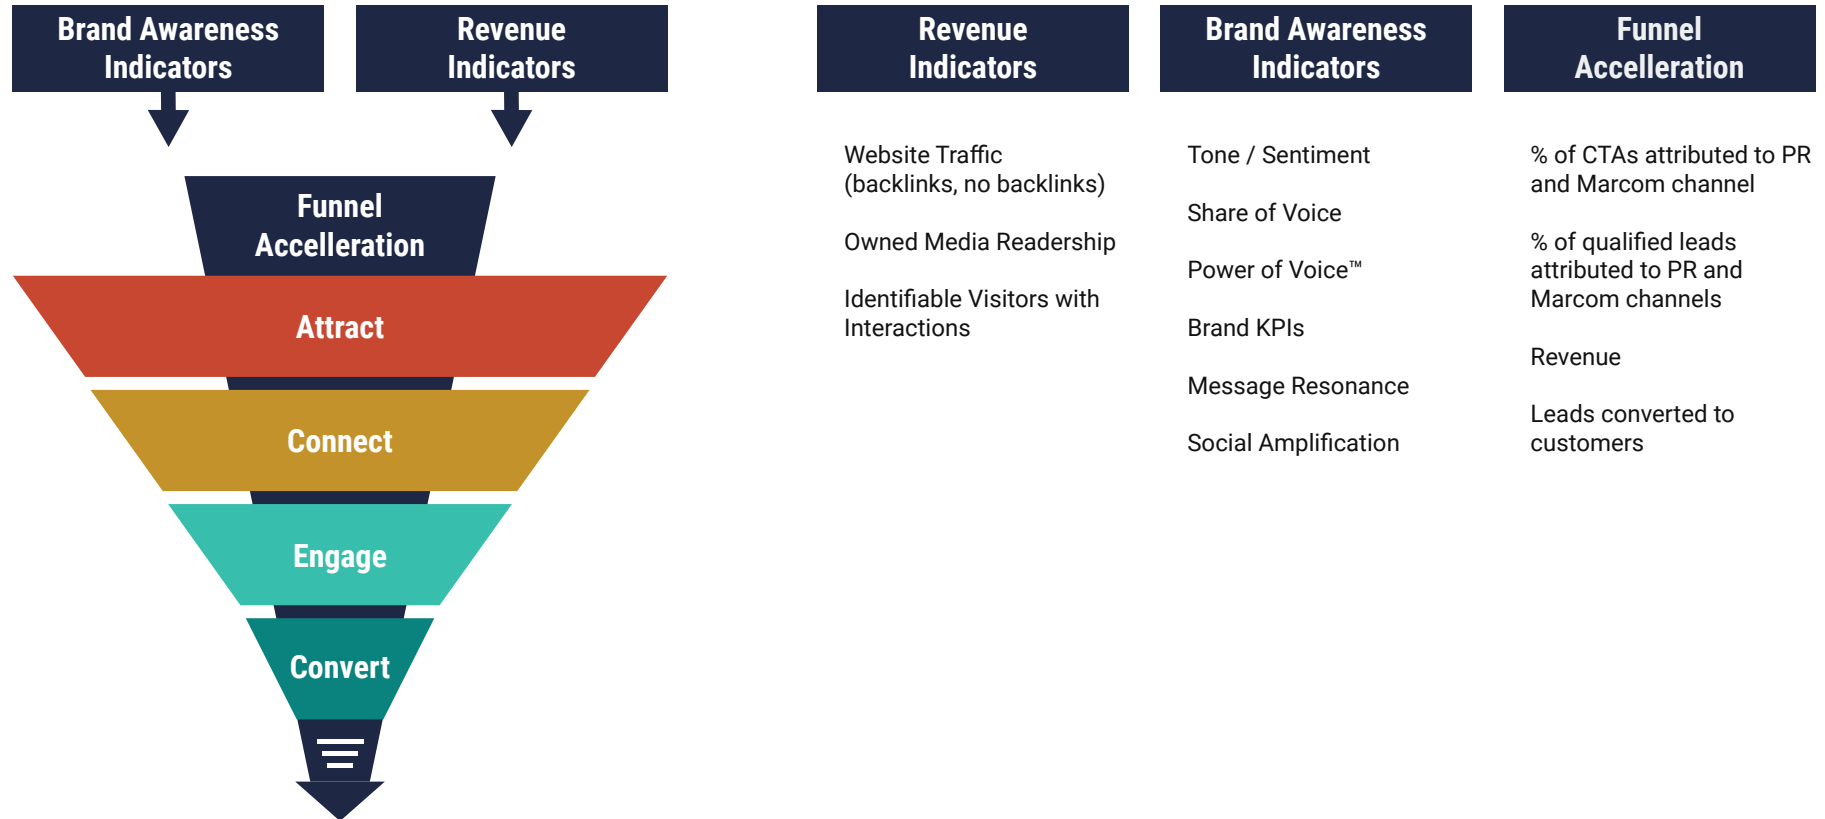 Brand Awareness
Indicators
Revenue
Indicators
Funnel
Accelleration
Attract
Connect
Engage
Convert
Revenue
Indicators
Website Traffic
(backlinks, no backlinks)
Owned Media Readership
Identifiable Visitors with
Interactions
Brand Awareness
Indicators
Tone / Sentiment
Share of Voice
Power of Voice™
Brand KPIs
Message Resonance
Social Amplification
Funnel
Accelleration
% of CTAs attributed to PR
and Marcom channel
% of qualified leads
attributed to PR and
Marcom channels
Revenue
Leads converted to
customers